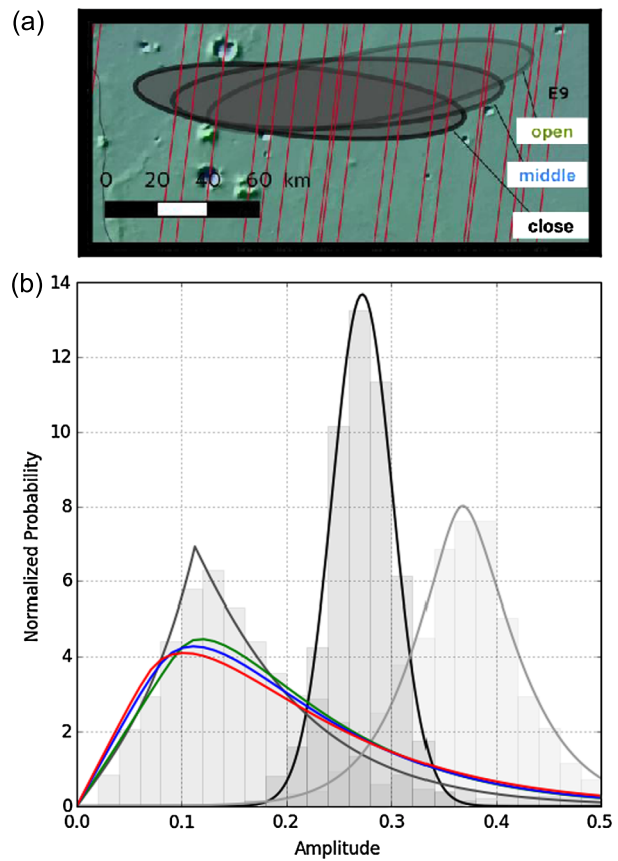 (a)
E9
open
middle
close
0 20 40 60 km
(b)
14
12
10
8
6
4
2
0
0.0 0.1 0.2 0.3 0.4 0.5
Normalized Probability
Amplitude